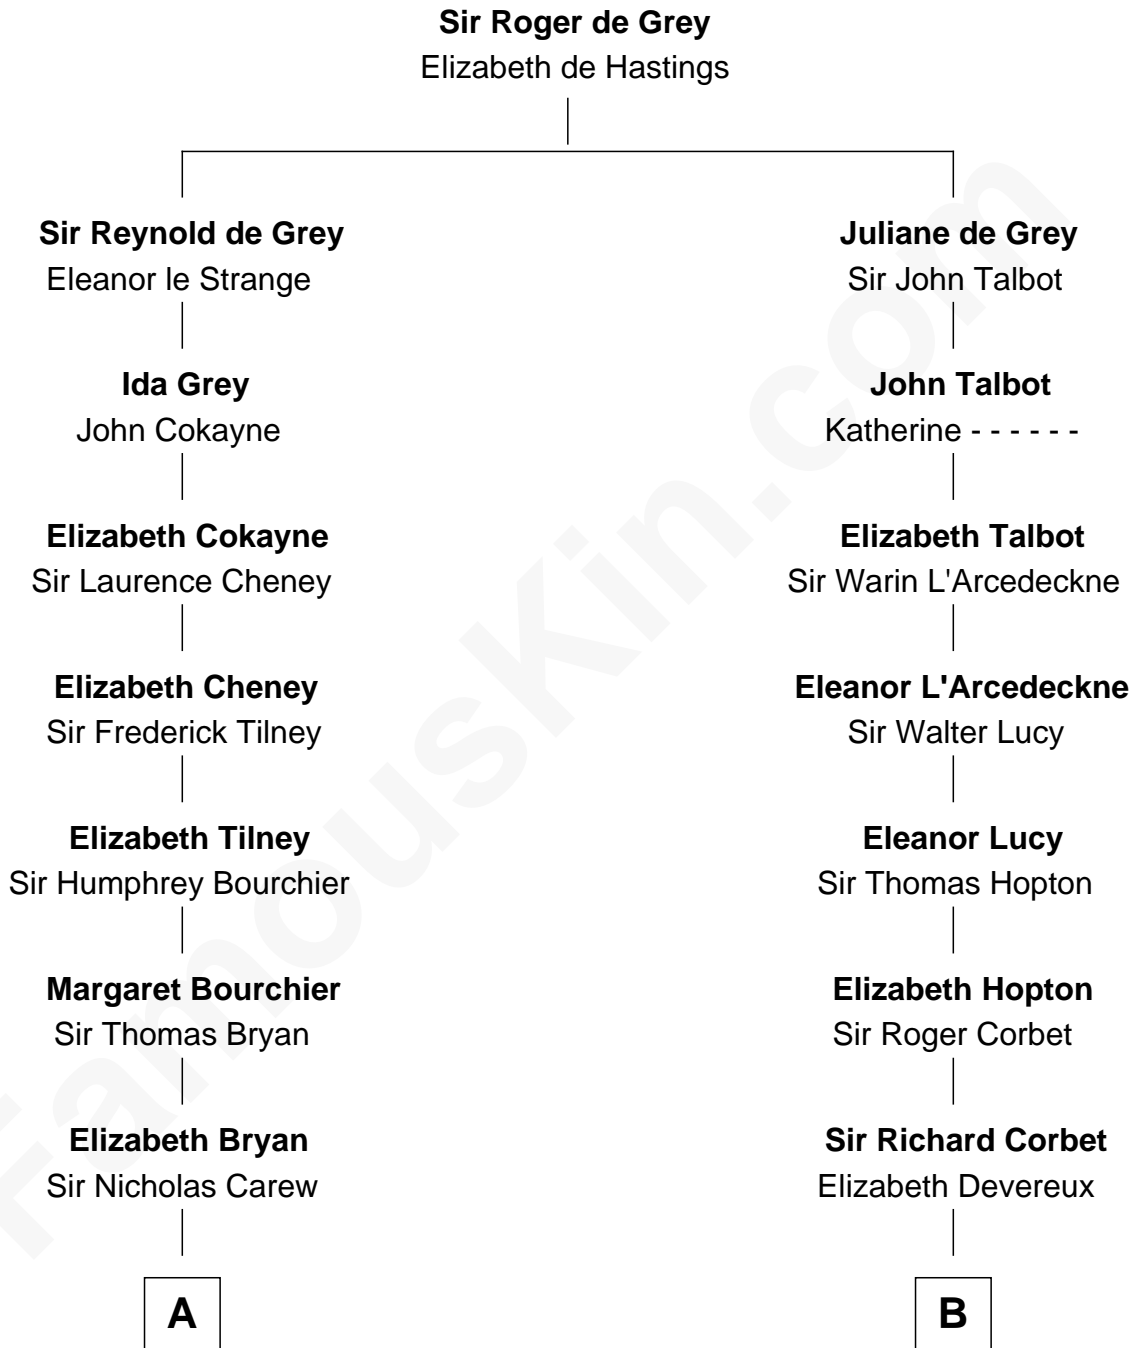 Sir Roger de Grey
Elizabeth de Hastings
Sir Reynold de Grey
Eleanor le Strange
Juliane de Grey
Sir John Talbot
Ida Grey
John Cokayne
John Talbot
Katherine - - - - - -
Elizabeth Cokayne
Sir Laurence Cheney
Elizabeth Talbot
Sir Warin L'Arcedeckne
Elizabeth Cheney
Sir Frederick Tilney
Eleanor L'Arcedeckne
Sir Walter Lucy
Elizabeth Tilney
Sir Humphrey Bourchier
Eleanor Lucy
Sir Thomas Hopton
Margaret Bourchier
Sir Thomas Bryan
Elizabeth Hopton
Sir Roger Corbet
Elizabeth Bryan
Sir Nicholas Carew
Sir Richard Corbet
Elizabeth Devereux
A
B
FamousKin.com